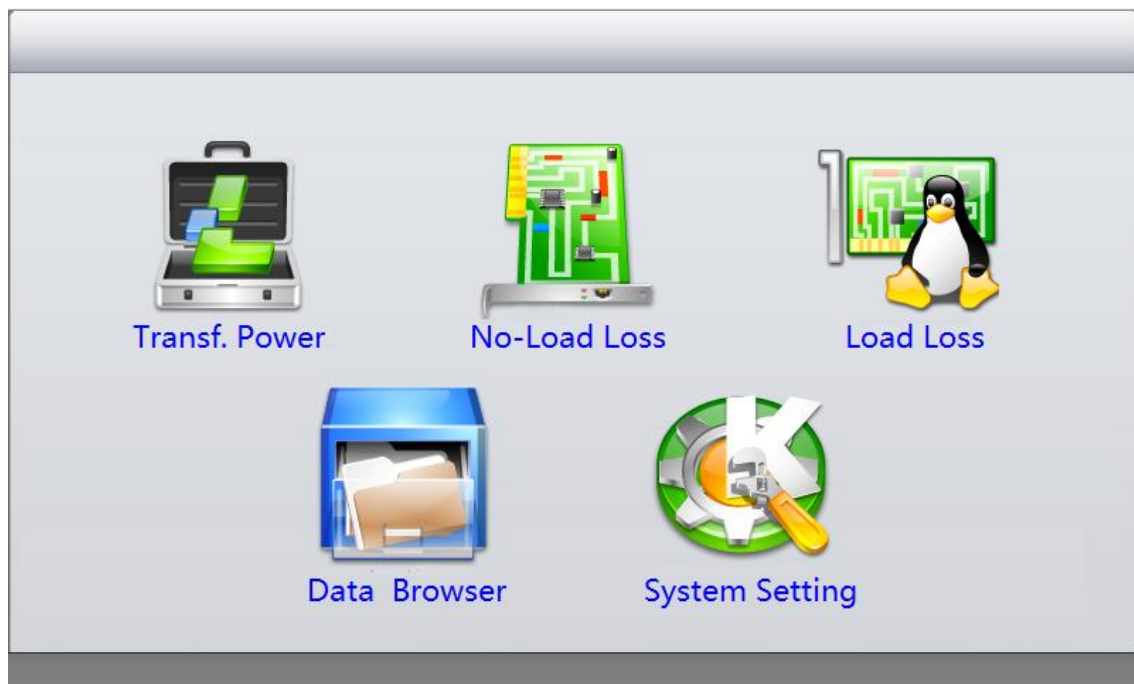 Transf. Power
No-Load Loss
Load Loss
Data Browser
System Setting